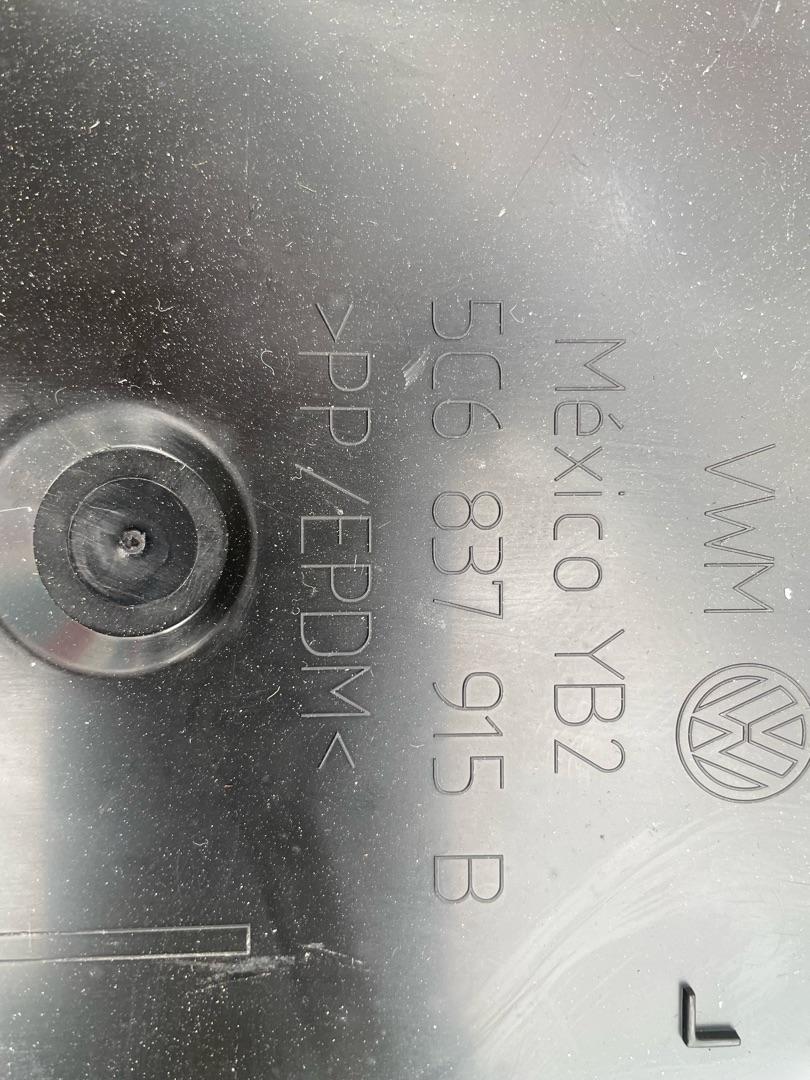 VWM
México YB2
5C6 837 915 B
>PP/EPDM<
L